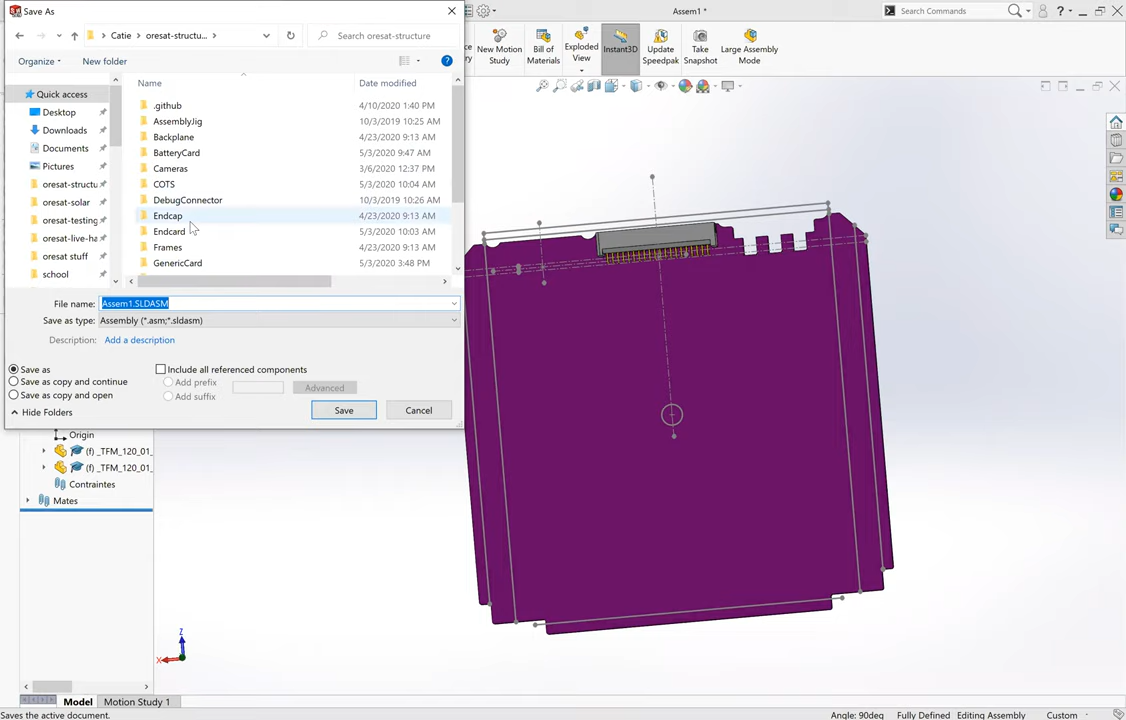 Save As
Assem1 *
Search Commands
Catie > oresat-structu... >
Search oresat-structure
New Motion Study
Bill of Materials
Exploded View
Instant3D
Update Speedpak
Take Snapshot
Large Assembly Mode
Organize
New folder
Name
Date modified
Quick access
Desktop
Downloads
Documents
Pictures
oresat-structu
oresat-solar
oresat-testing
oresat-live-ha
oresat stuff
school
.github 4/10/2020 1:40 PM
AssemblyJig 10/3/2019 10:25 AM
Backplane 4/23/2020 9:13 AM
BatteryCard 5/3/2020 9:47 AM
Cameras 3/6/2020 12:37 PM
COTS 5/3/2020 10:04 AM
DebugConnector 10/3/2019 10:26 AM
Endcap 4/23/2020 9:13 AM
Endcard 5/3/2020 10:03 AM
Frames 4/23/2020 9:13 AM
GenericCard 5/3/2020 3:48 PM
File name: Assem1.SLDASM
Save as type: Assembly (*.asm;*.sldasm)
Description: Add a description
Save as
Save as copy and continue
Save as copy and open
Include all referenced components
Add prefix
Advanced
Add suffix
Hide Folders
Save
Cancel
Origin
(f) _TFM_120_01_
(f) _TFM_120_01_
Contraintes
Mates
Z
X
Model
Motion Study 1
Saves the active document.
Angle: 90deg
Fully Defined
Editing Assembly
Custom